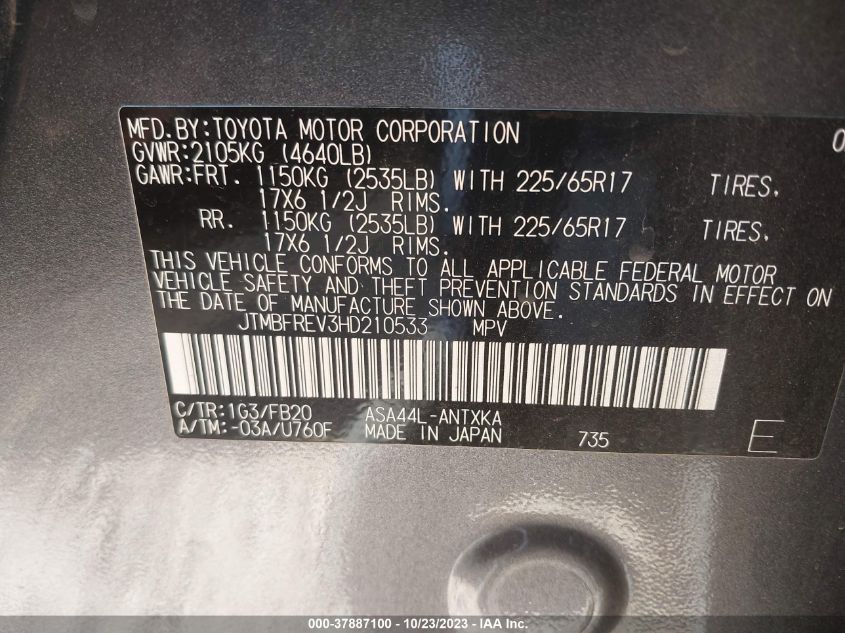 MFD.BY:TOYOTA MOTOR CORPORATION 0
GVWR:2105KG (4640LB)
GAWR:FRT. 1150KG (2535LB) WITH 225/65R17 TIRES,
17X6 1/2J RIMS.
RR. 1150KG (2535LB) WITH 225/65R17 TIRES,
17X6 1/2J RIMS.
THIS VEHICLE CONFORMS TO ALL APPLICABLE FEDERAL MOTOR
VEHICLE SAFETY AND THEFT PREVENTION STANDARDS IN EFFECT ON
THE DATE OF MANUFACTURE SHOWN ABOVE.
JTMBFREV3HD210533 MPV
C/TR:1G3/FB20 ASA44L-ANTXKA
A/TM:-03A/U760F MADE IN JAPAN 735 E
000-37887100 - 10/23/2023 - IAA Inc.